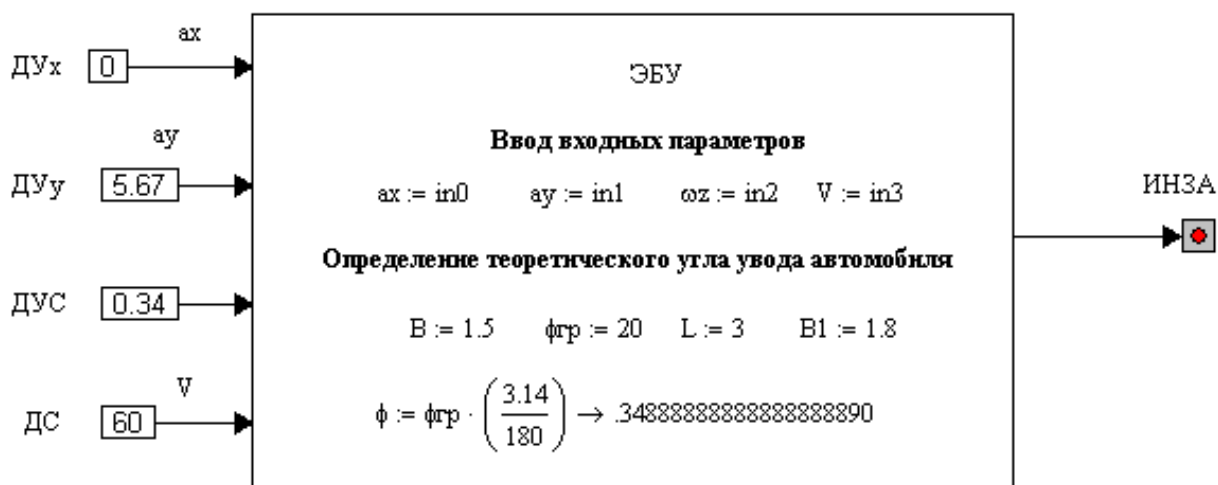 ax
ДУx 0
ЭБУ
Ввод входных параметров
ay
ДУy 5.67
ax := in0 ay := in1 ωz := in2 V := in3
ИНЗА
Определение теоретического угла увода автомобиля
ДУС 0.34
B := 1.5 ϕгр := 20 L := 3 B1 := 1.8
V
ДС 60
ϕ := ϕгр · (3.14/180) → .34888888888888888890